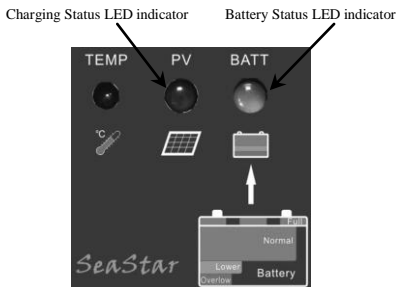 Charging Status LED indicator Battery Status LED indicator
TEMP PV BATT
°C
Full
Normal
Lower
Overlow
Battery
SeaStar